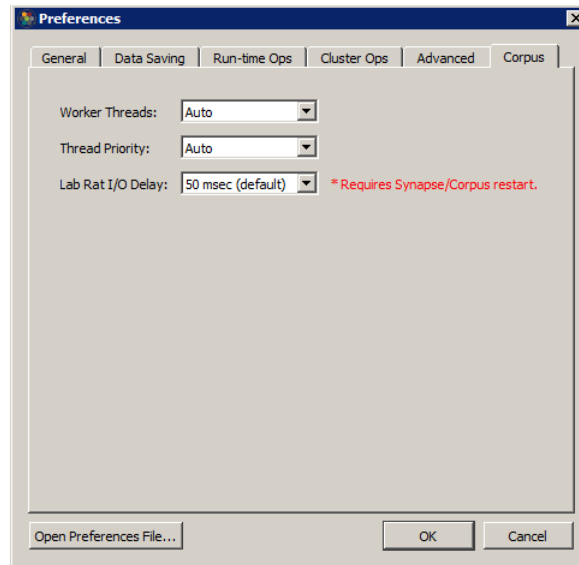 Preferences
General Data Saving Run-time Ops Cluster Ops Advanced Corpus
Worker Threads: Auto
Thread Priority: Auto
Lab Rat I/O Delay: 50 msec (default) * Requires Synapse/Corpus restart.
Open Preferences File... OK Cancel